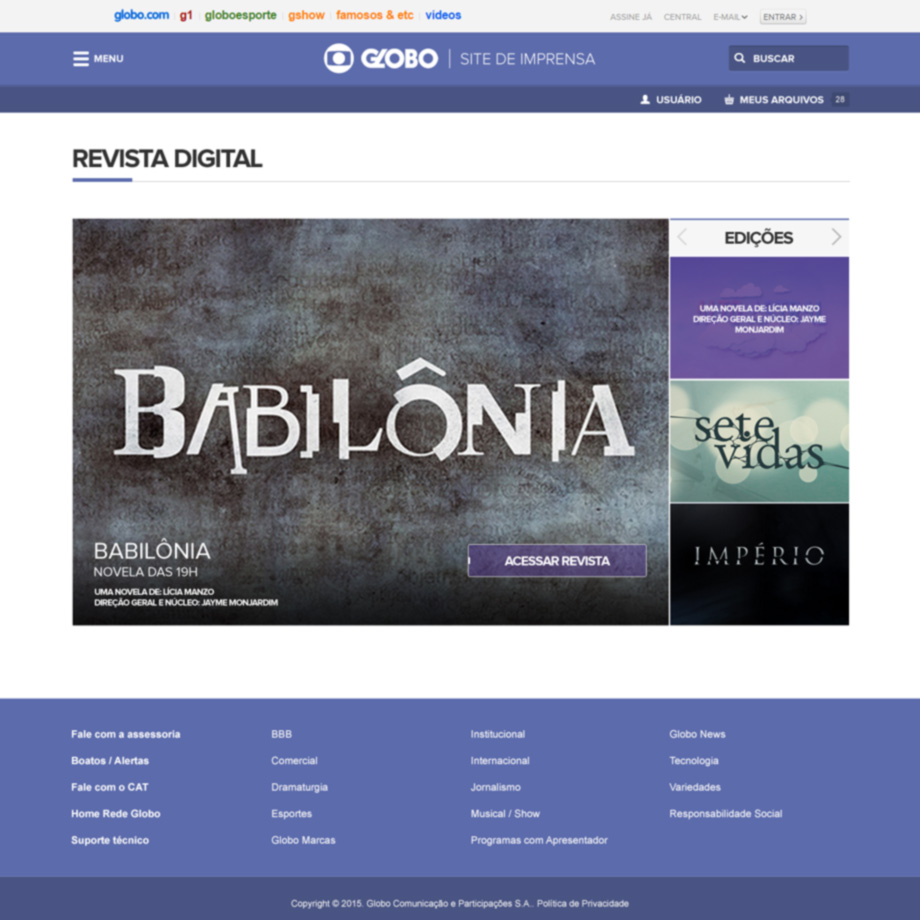 globo.com g1 globoesporte gshow famosos & etc videos
ASSINE JÁ CENTRAL E-MAIL ENTRAR
MENU
GLOBO SITE DE IMPRENSA
BUSCAR
USUÁRIO MEUS ARQUIVOS 28
REVISTA DIGITAL
BABILÔNIA
BABILÔNIA
NOVELA DAS 19H
UMA NOVELA DE: LÍCIA MANZO
DIREÇÃO GERAL E NÚCLEO: JAYME MONJARDIM
ACESSAR REVISTA
EDIÇÕES
UMA NOVELA DE: LÍCIA MANZO
DIREÇÃO GERAL E NÚCLEO: JAYME
MONJARDIM
sete
vidas
IMPÉRIO
Fale com a assessoria
Boatos / Alertas
Fale com o CAT
Home Rede Globo
Suporte técnico
BBB
Comercial
Dramaturgia
Esportes
Globo Marcas
Institucional
Internacional
Jornalismo
Musical / Show
Programas com Apresentador
Globo News
Tecnologia
Variedades
Responsabilidade Social
Copyright © 2015. Globo Comunicação e Participações S.A.. Política de Privacidade